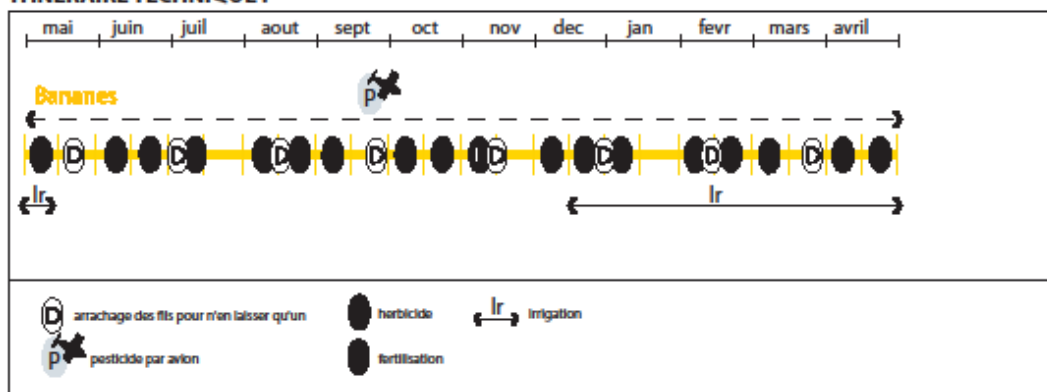 ITINERAIRE TECHNIQUE :
mai juin juil aout sept oct nov dec jan fevr mars avril
Bananes
P
D D D D D D D D
Ir Ir
D arrachage des fils pour n'en laisser qu'un herbicide Ir irrigation
P pesticide par avion fertilisation